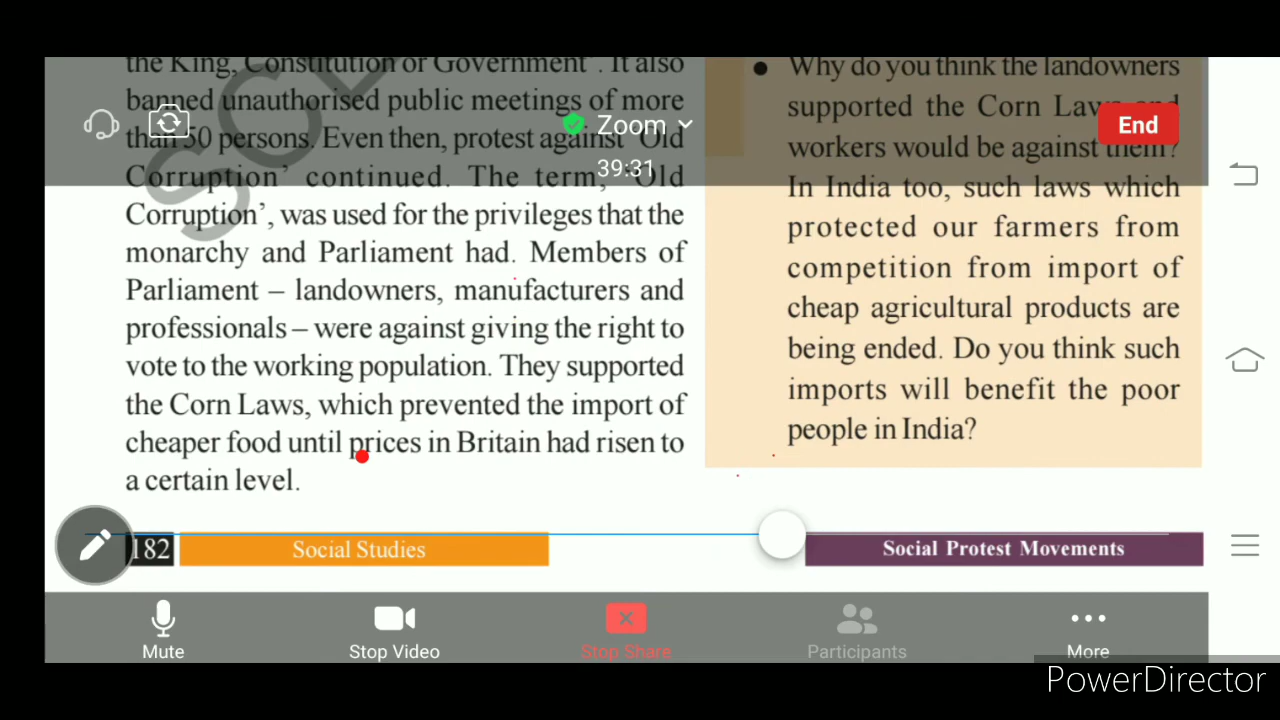 the King, Constitution or Government'. It also
banned unauthorised public meetings of more
than 50 persons. Even then, protest against 'Old
Corruption' continued. The term, 'Old
Corruption', was used for the privileges that the
monarchy and Parliament had. Members of
Parliament – landowners, manufacturers and
professionals – were against giving the right to
vote to the working population. They supported
the Corn Laws, which prevented the import of
cheaper food until prices in Britain had risen to
a certain level.
Why do you think the landowners
supported the Corn Laws and
workers would be against them?
In India too, such laws which
protected our farmers from
competition from import of
cheap agricultural products are
being ended. Do you think such
imports will benefit the poor
people in India?
SCE
Zoom
39:31
End
182
Social Studies
Social Protest Movements
Mute
Stop Video
Stop Share
Participants
More
PowerDirector